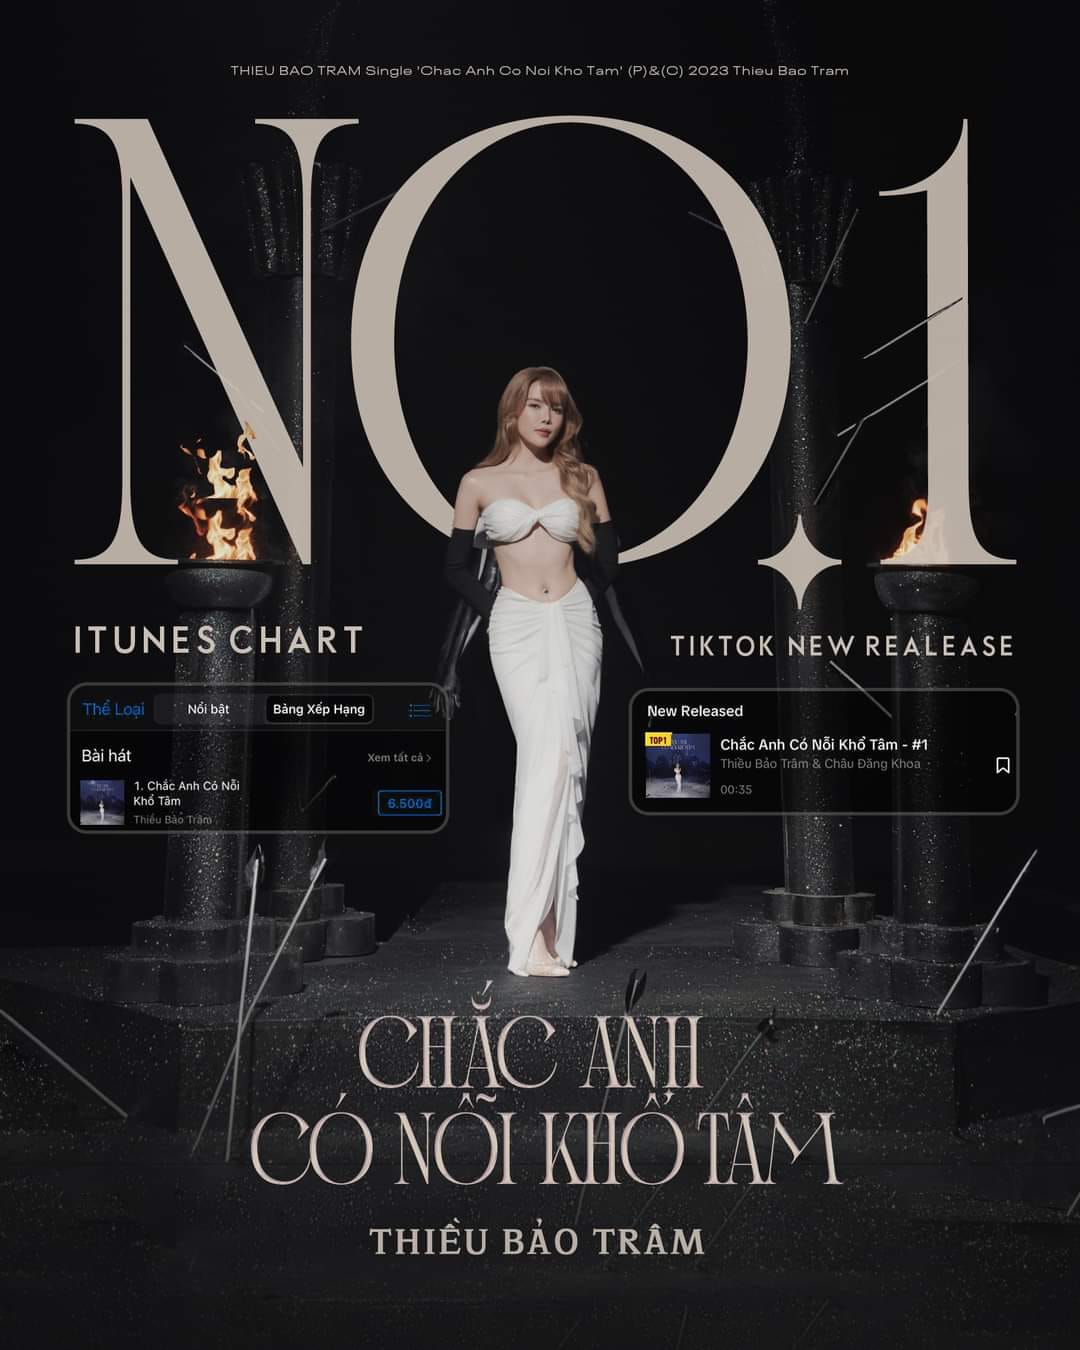 THIEU BAO TRAM Single 'Chac Anh Co Noi Kho Tam' (P)&(C) 2023 Thieu Bao Tram
NO.1
ITUNES CHART
Thể Loại
Nổi bật
Bảng Xếp Hạng
Bài hát
Xem tất cả >
1. Chắc Anh Có Nỗi
Khổ Tâm
Thiều Bảo Trâm
6.500đ
TIKTOK NEW REALEASE
New Released
TOP1
Chắc Anh Có Nỗi Khổ Tâm - #1
Thiều Bảo Trâm & Châu Đăng Khoa
00:35
CHẮC ANH
CÓ NỖI KHỔ TÂM
THIỀU BẢO TRÂM